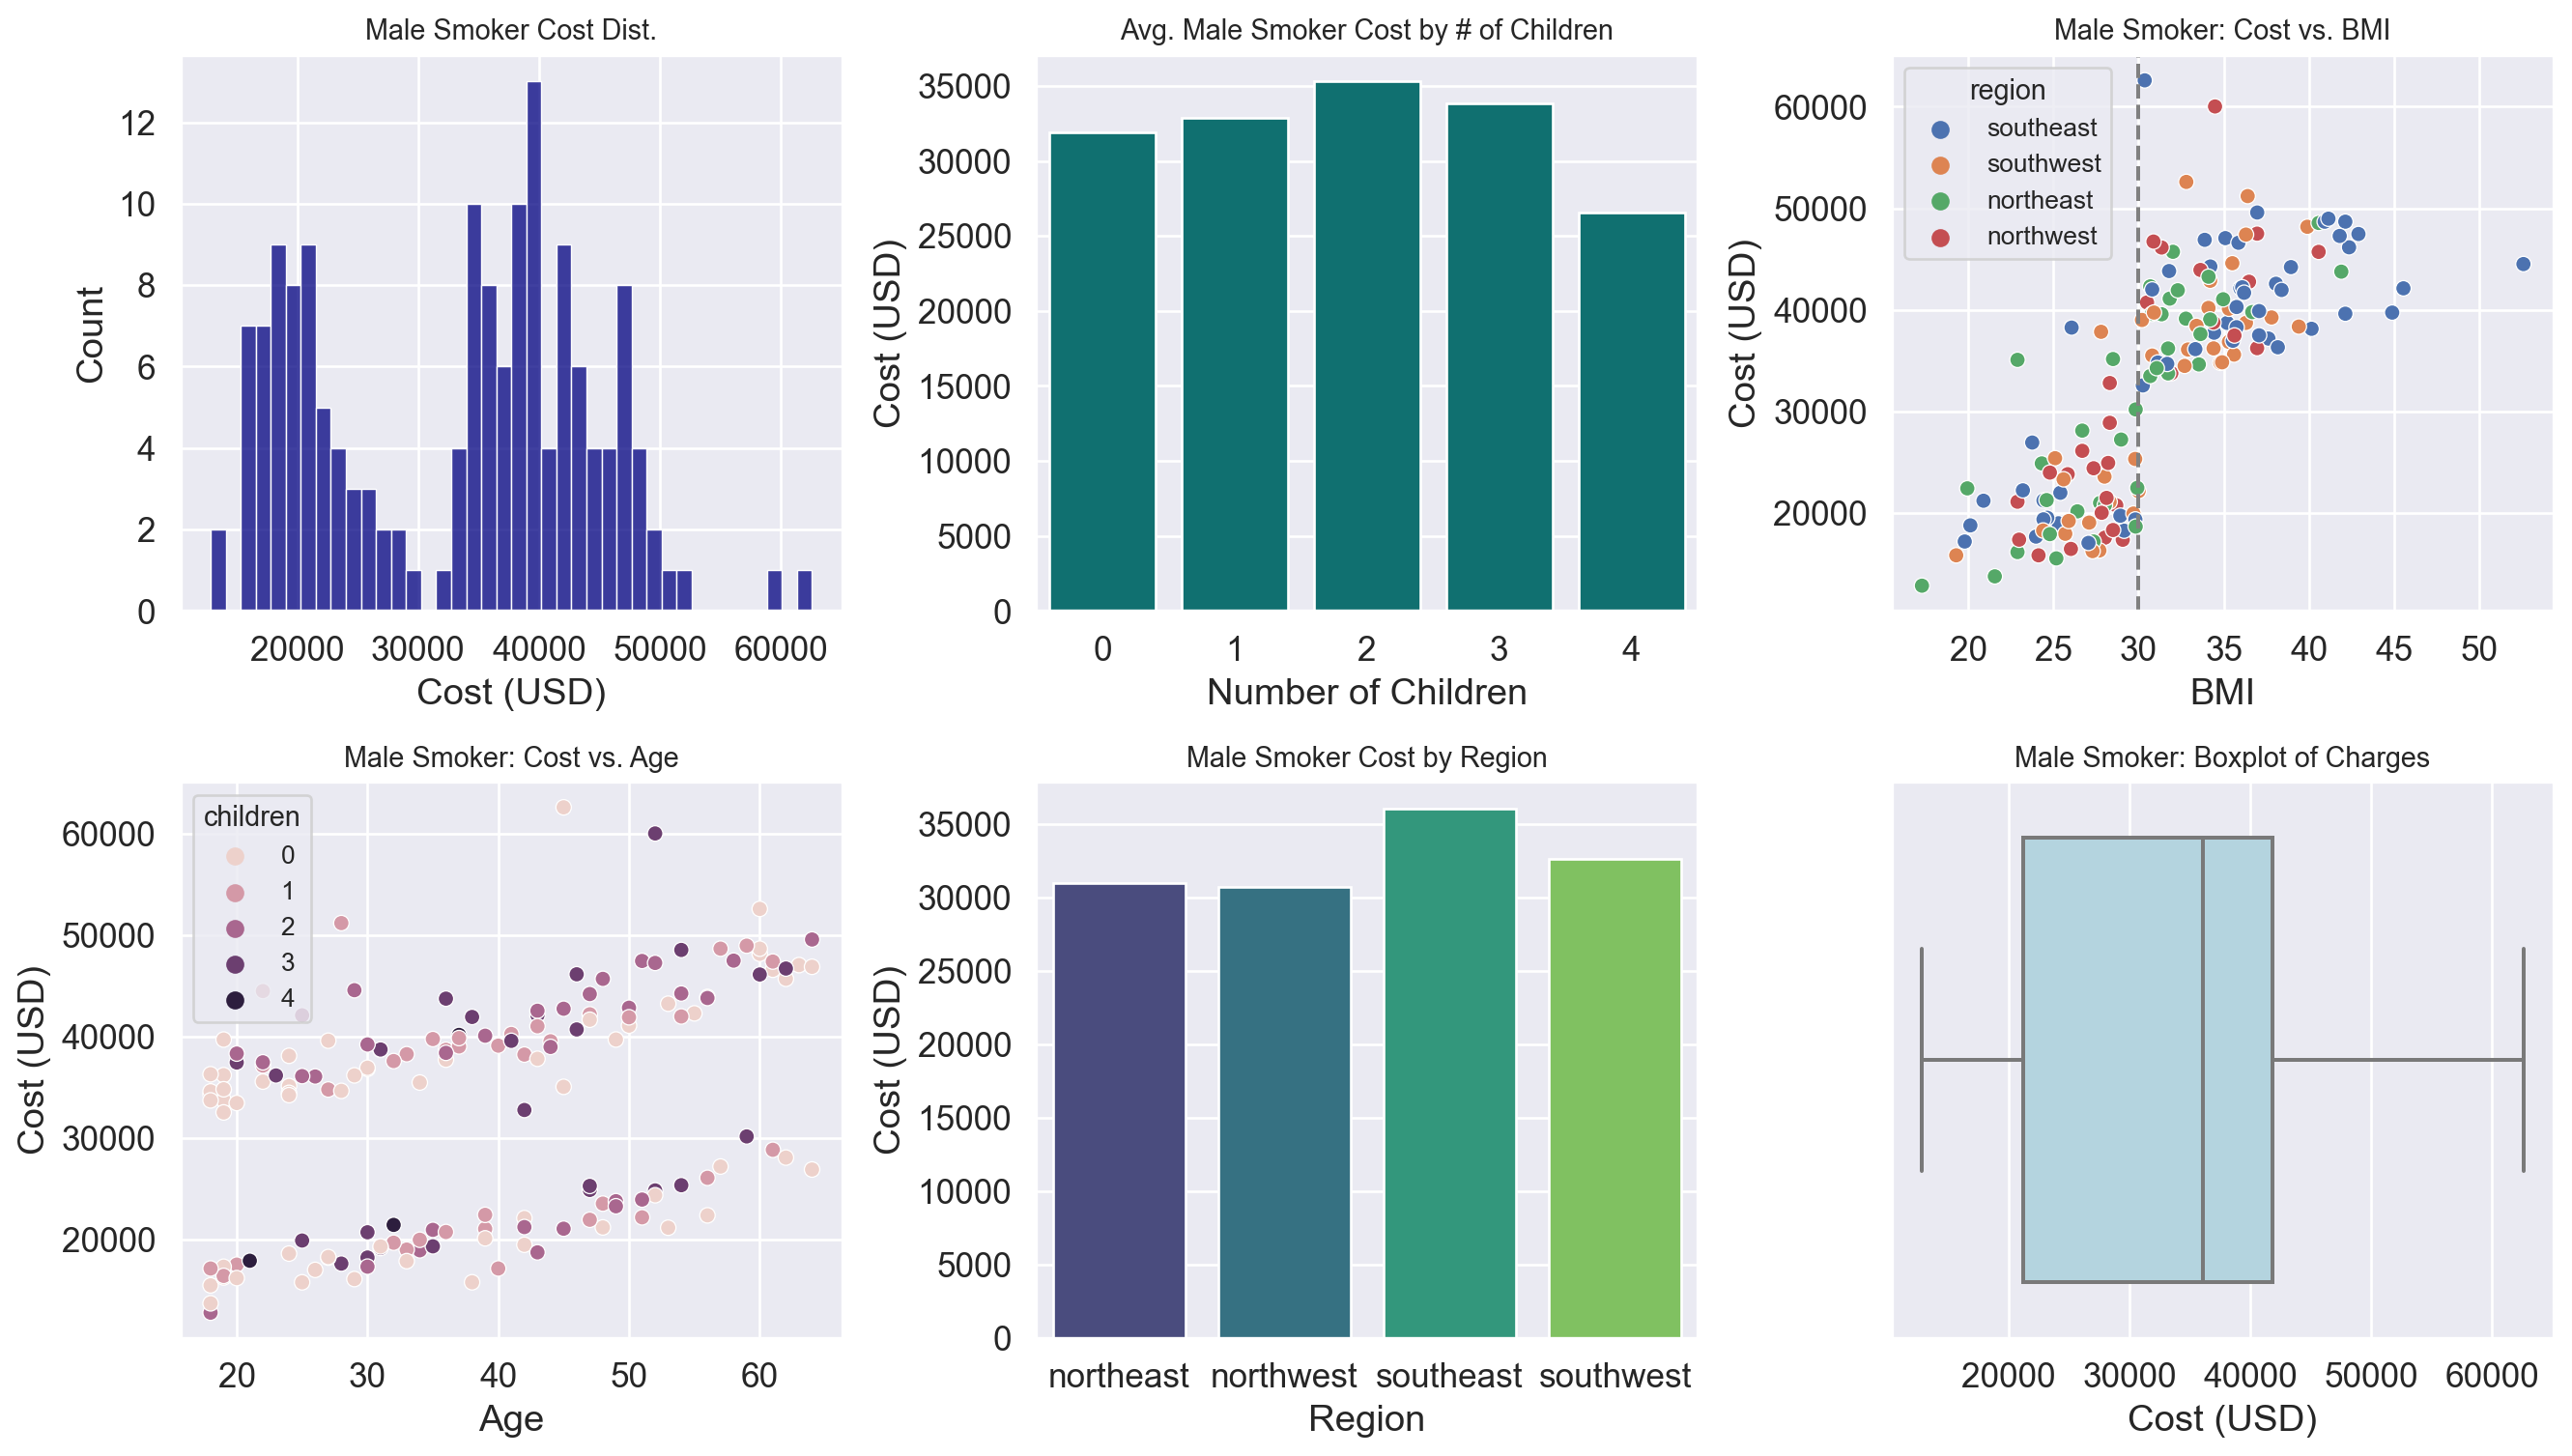 Male Smoker Cost Dist.
12
10
8
6
4
2
0
Count
20000 30000 40000 50000 60000
Cost (USD)
Avg. Male Smoker Cost by # of Children
35000
30000
25000
20000
15000
10000
5000
0
Cost (USD)
0 1 2 3 4
Number of Children
Male Smoker: Cost vs. BMI
region
southeast
southwest
northeast
northwest
60000
50000
40000
30000
20000
Cost (USD)
20 25 30 35 40 45 50
BMI
Male Smoker: Cost vs. Age
children
0
1
2
3
4
60000
50000
40000
30000
20000
Cost (USD)
20 30 40 50 60
Age
Male Smoker Cost by Region
35000
30000
25000
20000
15000
10000
5000
0
Cost (USD)
northeast northwest southeast southwest
Region
Male Smoker: Boxplot of Charges
20000 30000 40000 50000 60000
Cost (USD)